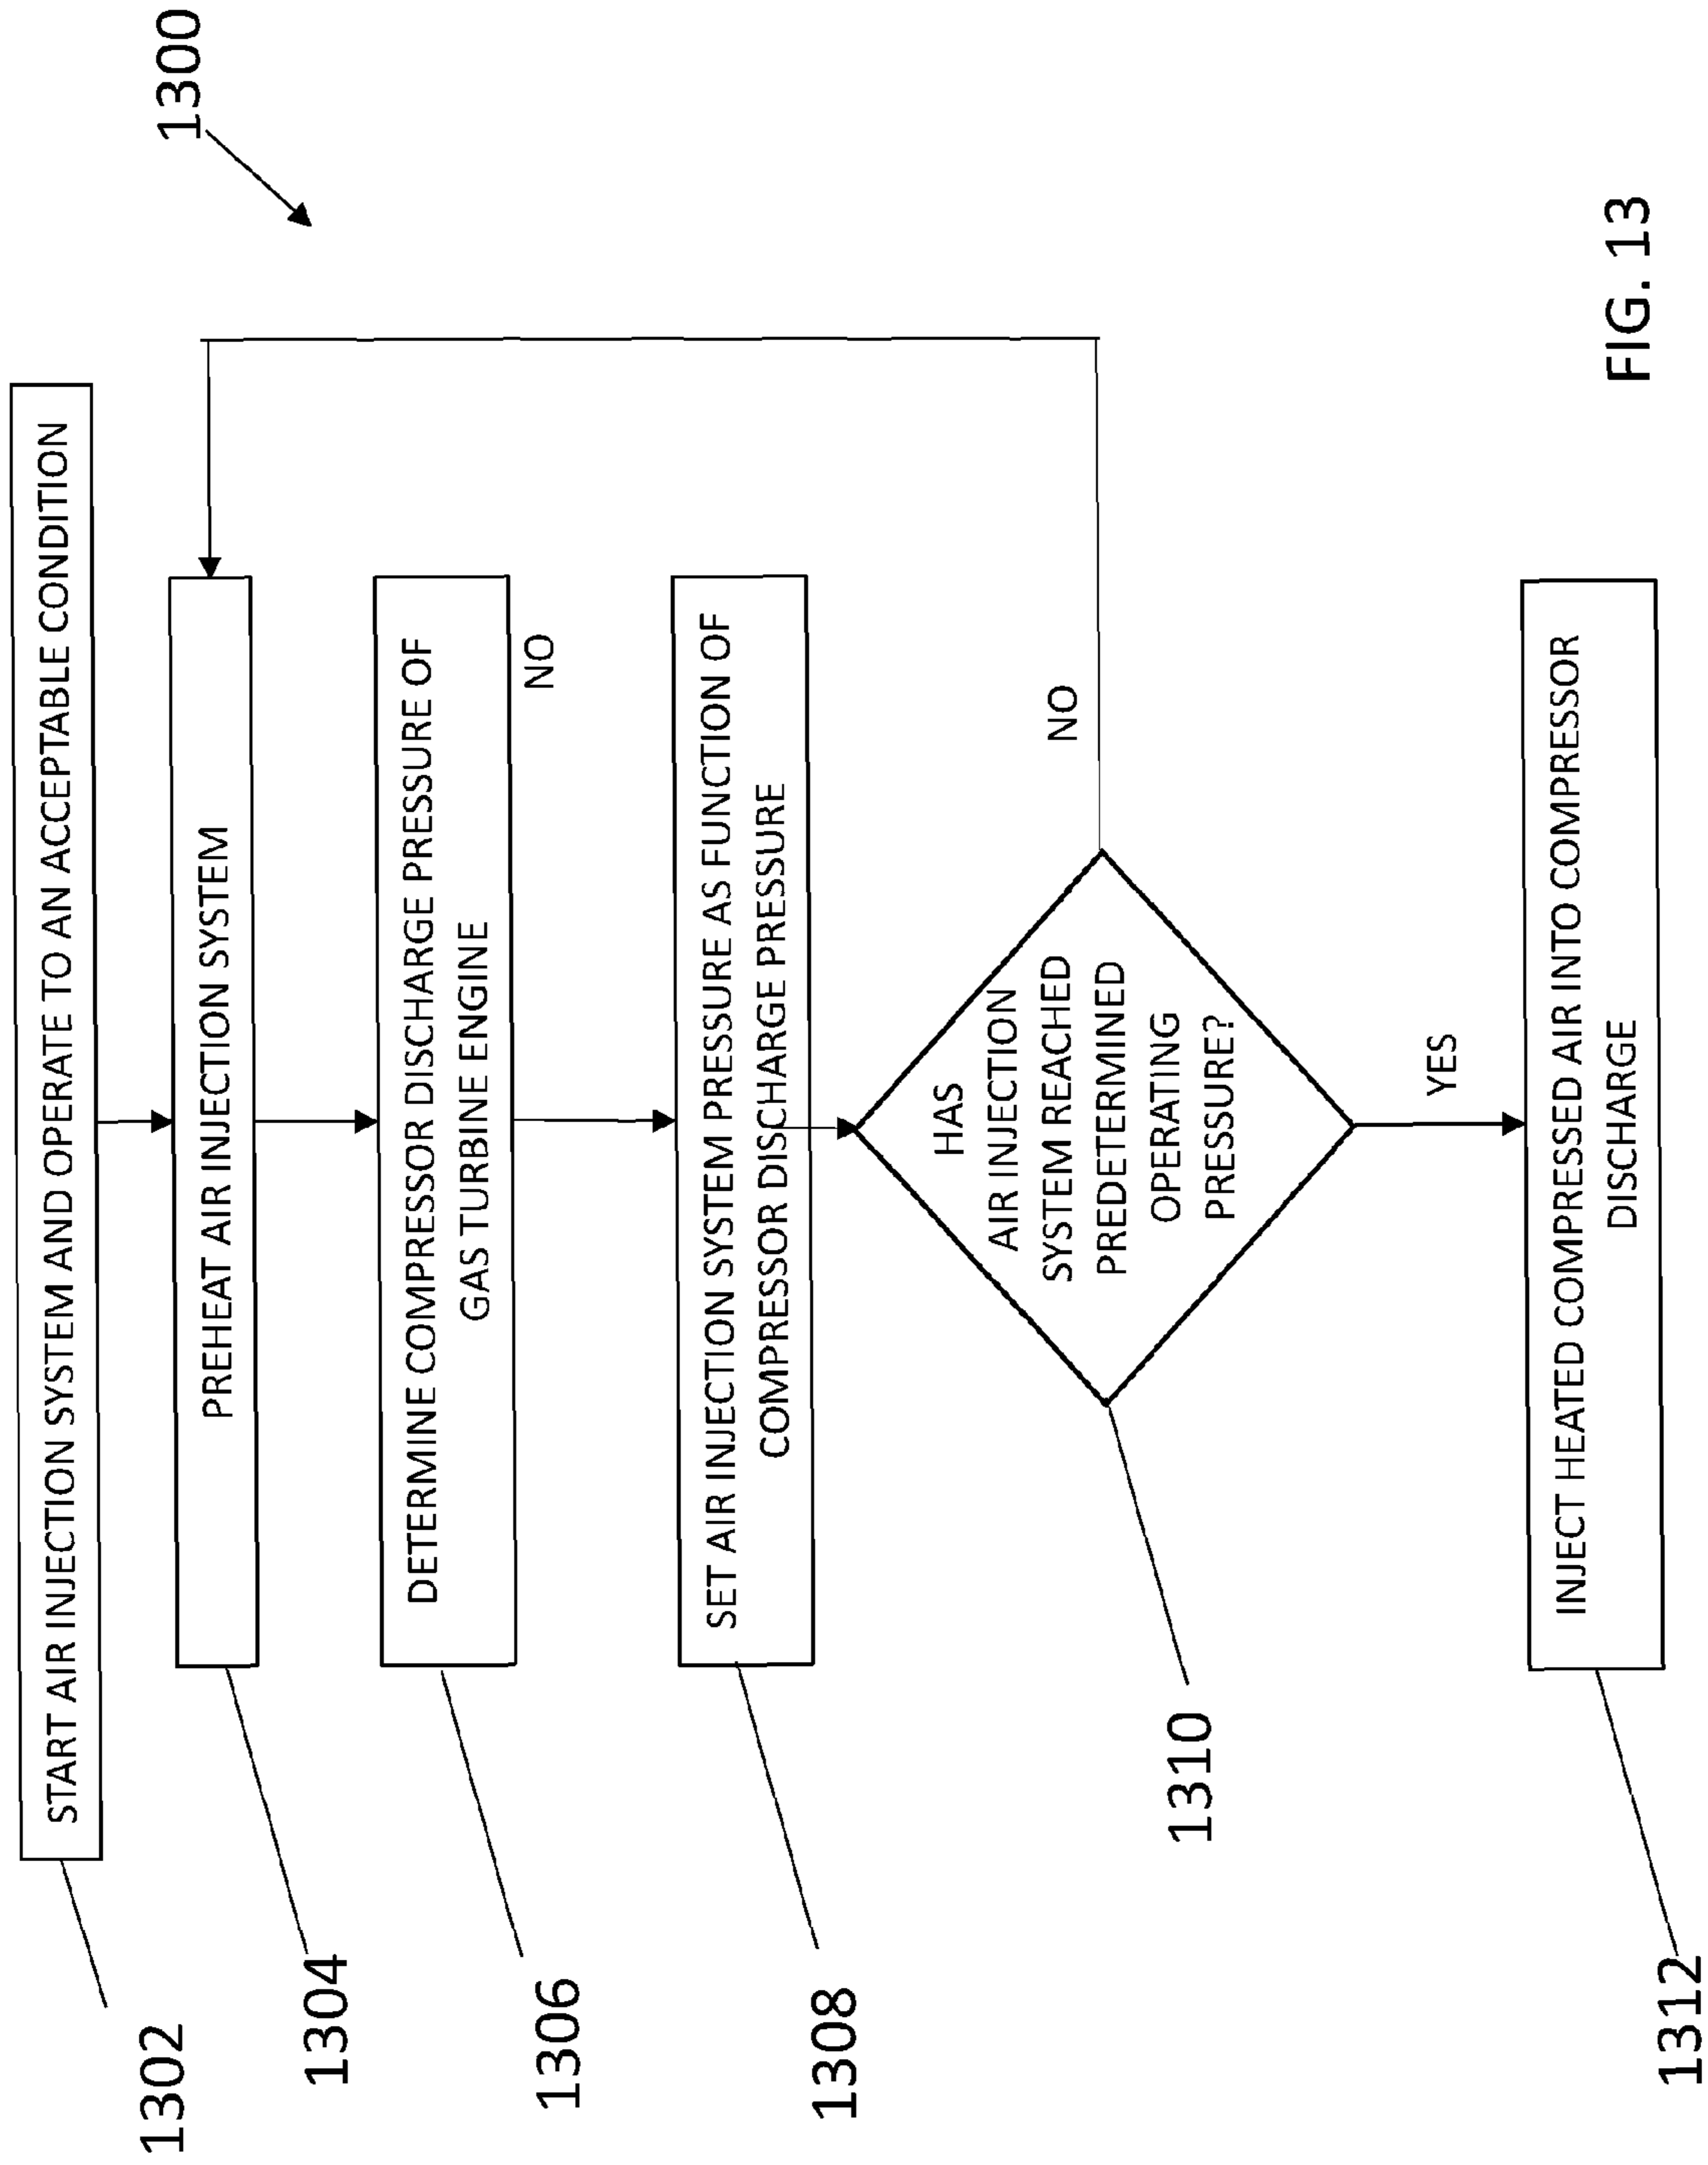 1300
START AIR INJECTION SYSTEM AND OPERATE TO AN ACCEPTABLE CONDITION
1302
PREHEAT AIR INJECTION SYSTEM
1304
DETERMINE COMPRESSOR DISCHARGE PRESSURE OF
GAS TURBINE ENGINE
1306
NO
SET AIR INJECTION SYSTEM PRESSURE AS FUNCTION OF
COMPRESSOR DISCHARGE PRESSURE
1308
HAS
AIR INJECTION
SYSTEM REACHED
PREDETERMINED
OPERATING
PRESSURE?
NO
1310
YES
INJECT HEATED COMPRESSED AIR INTO COMPRESSOR
DISCHARGE
1312
FIG. 13